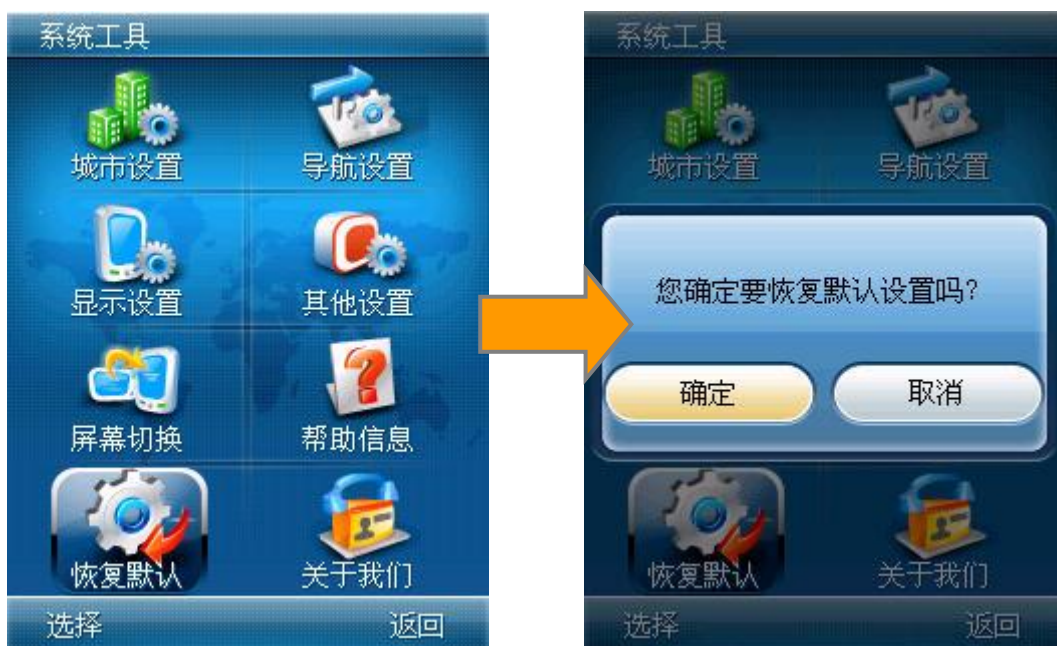 系统工具
城市设置
导航设置
显示设置
其他设置
屏幕切换
帮助信息
恢复默认
关于我们
选择
返回
系统工具
城市设置
导航设置
您确定要恢复默认设置吗?
确定
取消
恢复默认
关于我们
选择
返回